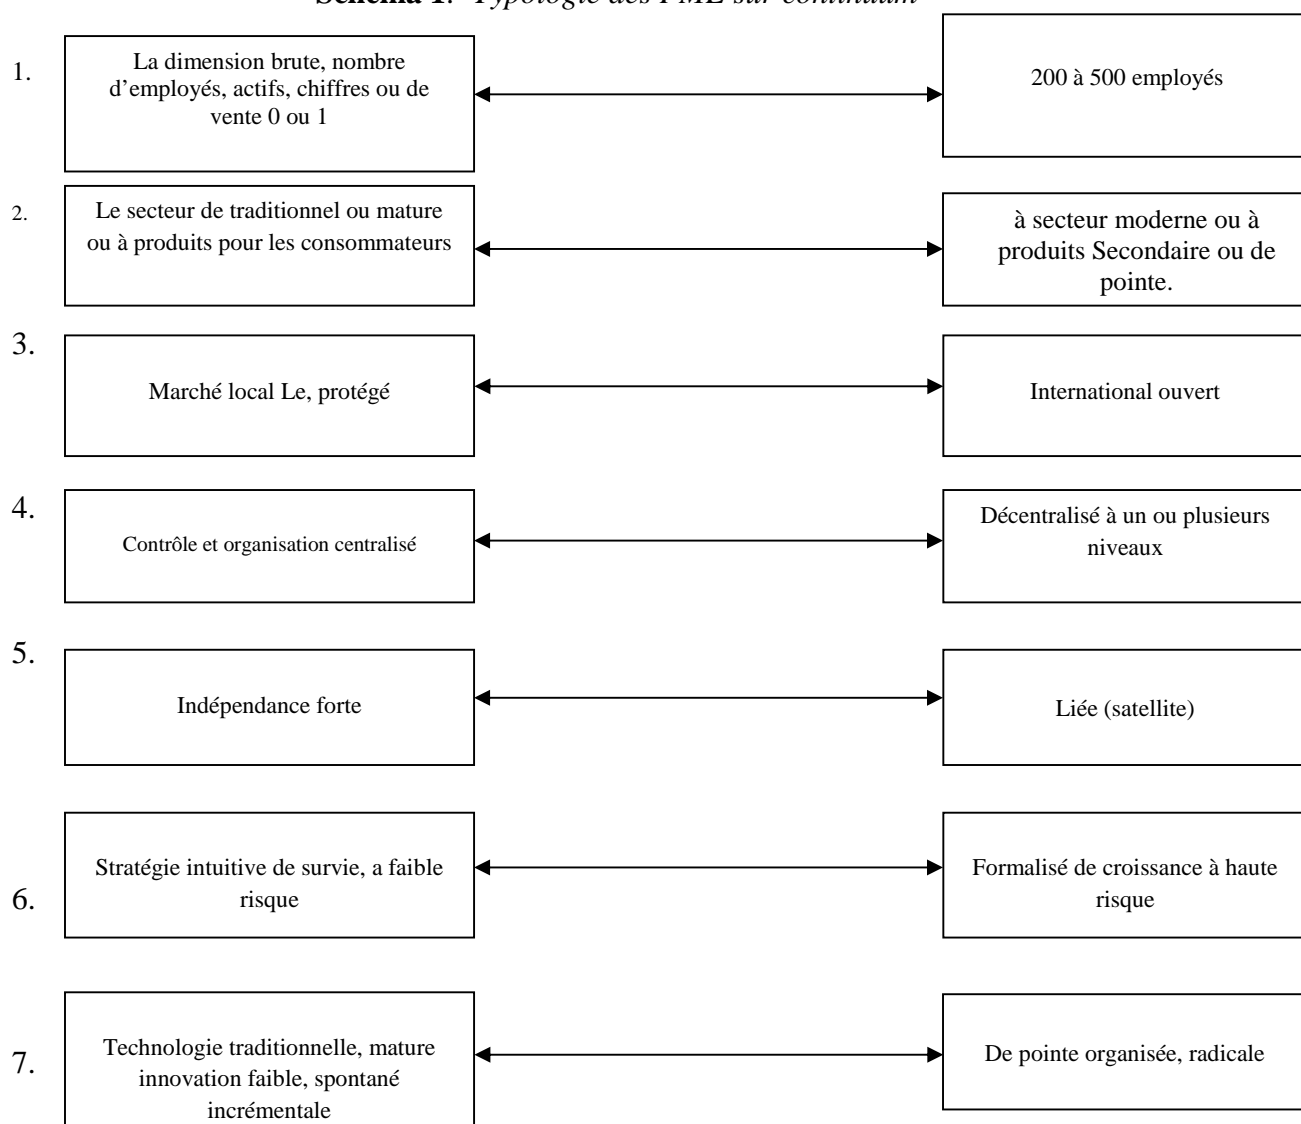 Schéma 1. Typologie des PME sur continuum
1.
La dimension brute, nombre
d’employés, actifs, chiffres ou de
vente 0 ou 1
200 à 500 employés
2.
Le secteur de traditionnel ou mature
ou à produits pour les consommateurs
à secteur moderne ou à
produits Secondaire ou de
pointe.
3.
Marché local Le, protégé
International ouvert
4.
Contrôle et organisation centralisé
Décentralisé à un ou plusieurs
niveaux
5.
Indépendance forte
Liée (satellite)
6.
Stratégie intuitive de survie, a faible
risque
Formalisé de croissance à haute
risque
7.
Technologie traditionnelle, mature
innovation faible, spontané
incrémentale
De pointe organisée, radicale